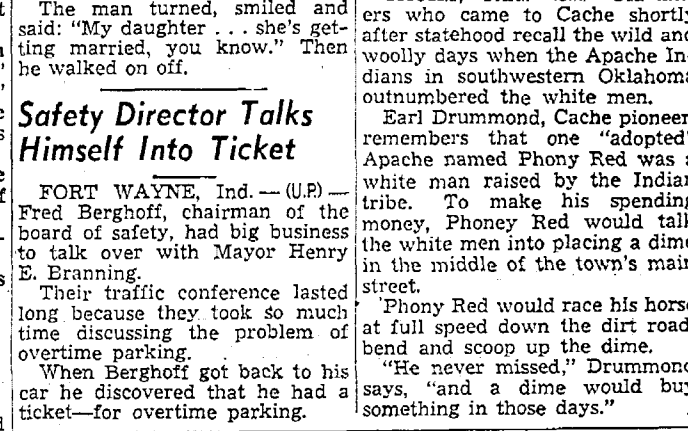 The man turned, smiled and
said: "My daughter . . . she's get-
ting married, you know." Then
he walked on off.
Safety Director Talks
Himself Into Ticket
FORT WAYNE, Ind. — (U.P.) —
Fred Berghoff, chairman of the
board of safety, had big business
to talk over with Mayor Henry
E. Branning.
Their traffic conference lasted
long because they took so much
time discussing the problem of
overtime parking.
When Berghoff got back to his
car he discovered that he had a
ticket—for overtime parking.
ers who came to Cache shortly
after statehood recall the wild and
woolly days when the Apache In-
dians in southwestern Oklahoma
outnumbered the white men.
Earl Drummond, Cache pioneer
remembers that one "adopted"
Apache named Phony Red was a
white man raised by the Indian
tribe. To make his spending
money, Phoney Red would talk
the white men into placing a dime
in the middle of the town's main
street.
Phony Red would race his horse
at full speed down the dirt road
bend and scoop up the dime.
"He never missed," Drummond
says, "and a dime would buy
something in those days."